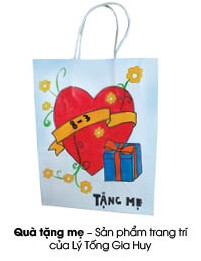 8-3
TẶNG MẸ
Quà tặng mẹ – Sản phẩm trang trí
của Lý Tống Gia Huy